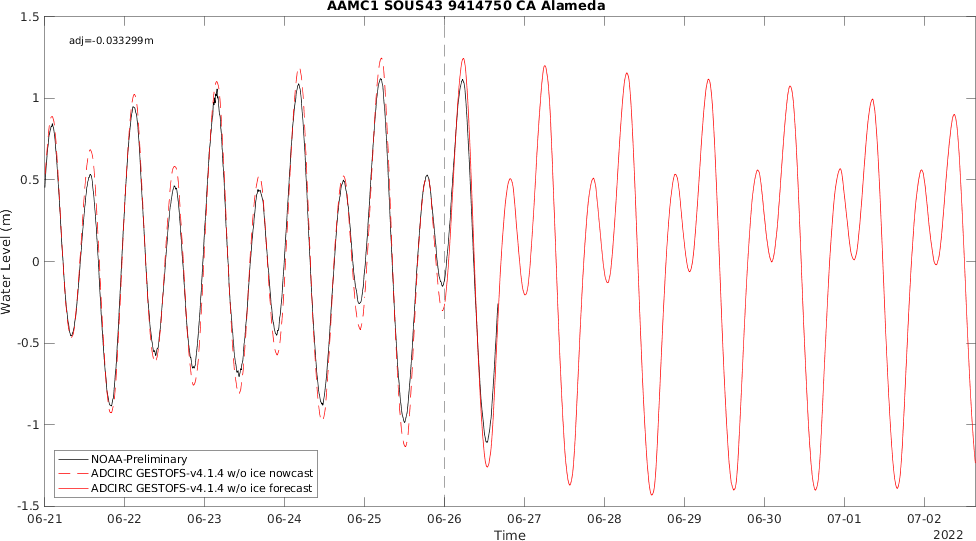 AAMC1 SOUS43 9414750 CA Alameda
adj=-0.033299m
1.5
1
0.5
0
-0.5
-1
-1.5
Water Level (m)
NOAA-Preliminary
ADCIRC GESTOFS-v4.1.4 w/o ice nowcast
ADCIRC GESTOFS-v4.1.4 w/o ice forecast
06-21 06-22 06-23 06-24 06-25 06-26 06-27 06-28 06-29 06-30 07-01 07-02
Time
2022